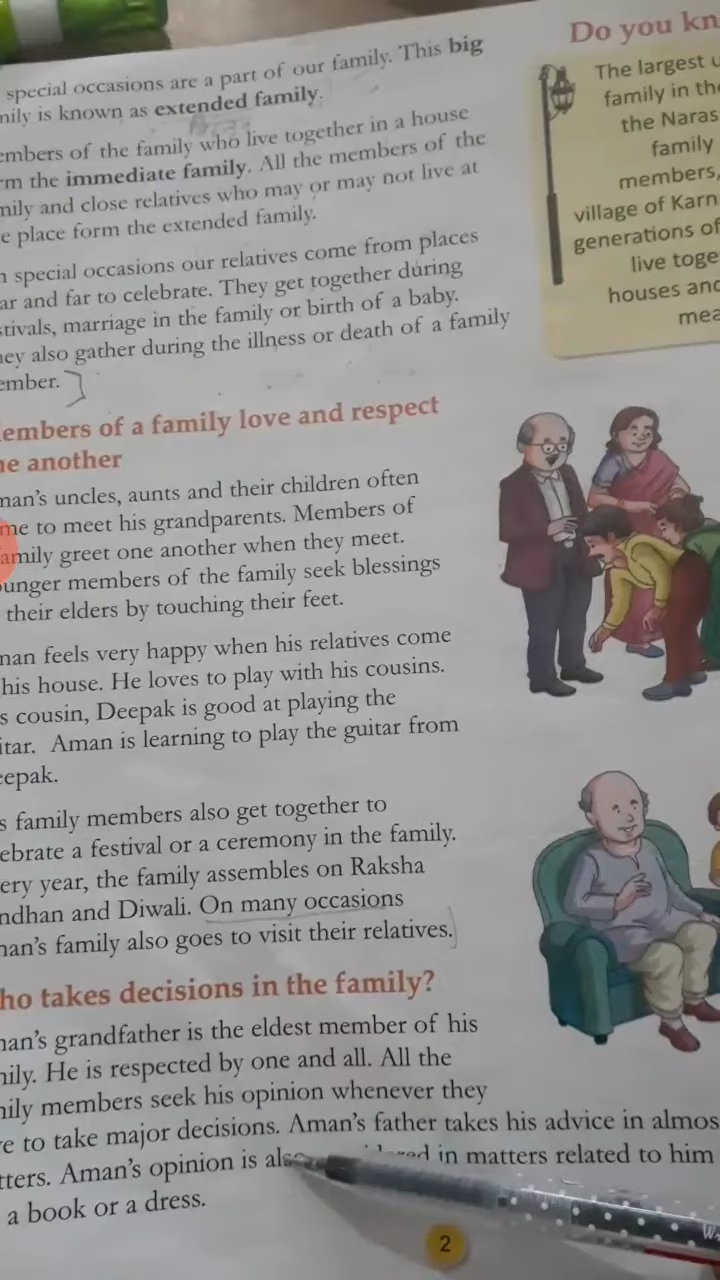 special occasions are a part of our family. This big
mily is known as extended family.
embers of the family who live together in a house
rm the immediate family. All the members of the
mily and close relatives who may or may not live at
e place form the extended family.
n special occasions our relatives come from places
ar and far to celebrate. They get together during
stivals, marriage in the family or birth of a baby.
hey also gather during the illness or death of a family
ember.
embers of a family love and respect
ne another
man's uncles, aunts and their children often
me to meet his grandparents. Members of
amily greet one another when they meet.
ounger members of the family seek blessings
their elders by touching their feet.
man feels very happy when his relatives come
his house. He loves to play with his cousins.
s cousin, Deepak is good at playing the
itar. Aman is learning to play the guitar from
eepak.
s family members also get together to
ebrate a festival or a ceremony in the family.
ery year, the family assembles on Raksha
ndhan and Diwali. On many occasions
man's family also goes to visit their relatives.
ho takes decisions in the family?
man's grandfather is the eldest member of his
mily. He is respected by one and all. All the
mily members seek his opinion whenever they
ve to take major decisions. Aman's father takes his advice in almos
tters. Aman's opinion is also in matters related to him
a book or a dress.
2
Do you kn
The largest u
family in the
the Naras
family
members,
village of Karn
generations of
live toge
houses and
mea